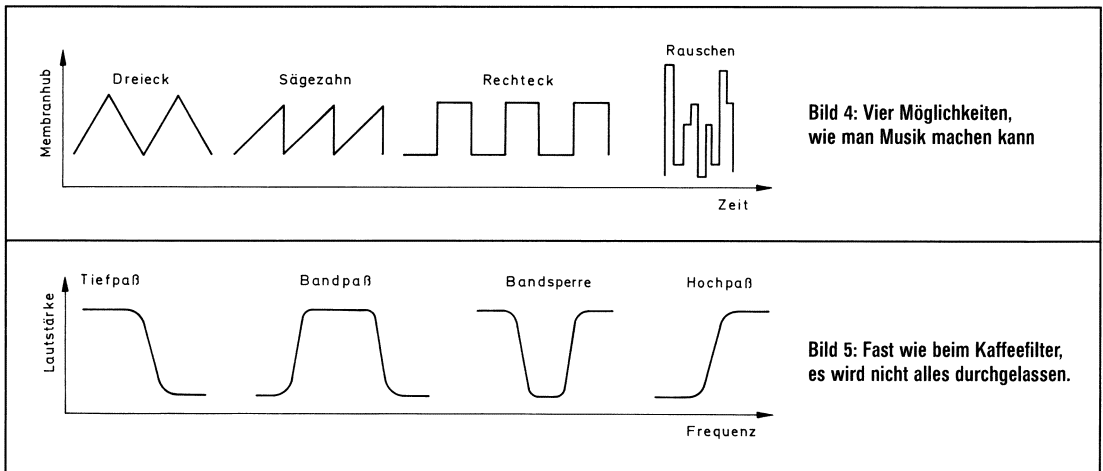 Membranhub
Dreieck
Sägezahn
Rechteck
Rauschen
Zeit
Bild 4: Vier Möglichkeiten,
wie man Musik machen kann
Lautstärke
Tiefpaß
Bandpaß
Bandsperre
Hochpaß
Frequenz
Bild 5: Fast wie beim Kaffeefilter,
es wird nicht alles durchgelassen.